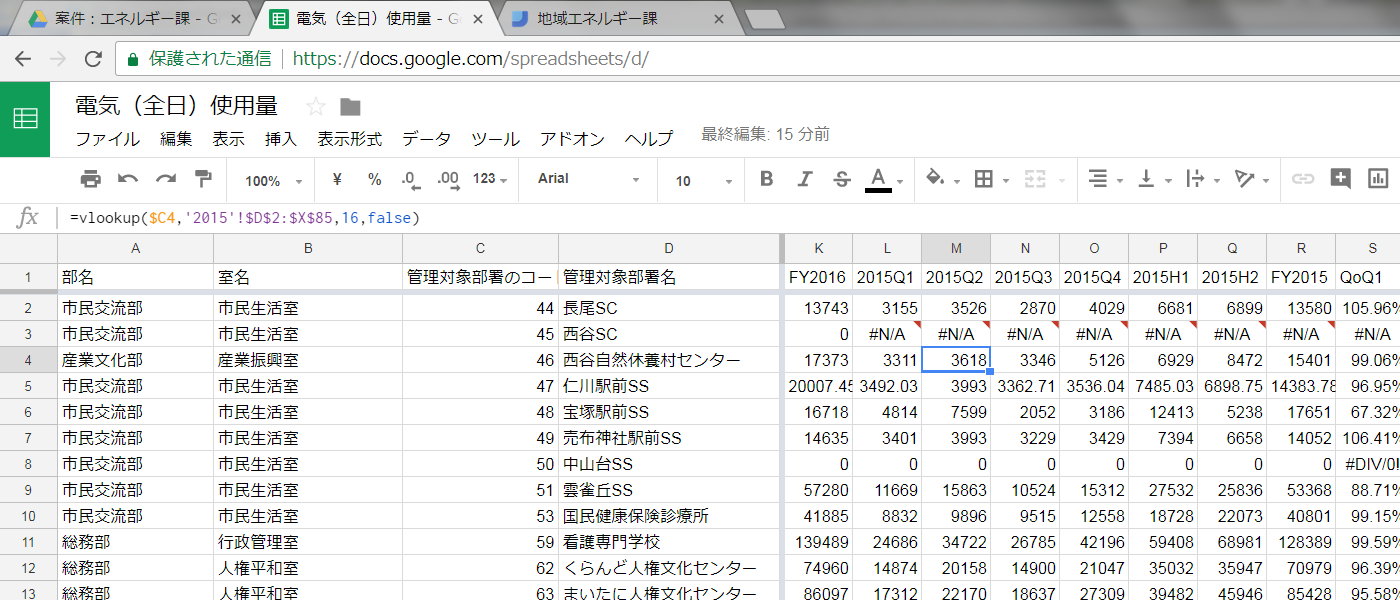 案件：エネルギー課 - G
電気（全日）使用量 - G
地域エネルギー課
保護された通信 https://docs.google.com/spreadsheets/d/
電気（全日）使用量
ファイル 編集 表示 挿入 表示形式 データ ツール アドオン ヘルプ 最終編集: 15 分前
100% ¥ % .0 .00 123 Arial 10 B I S A
fx =vlookup($C4,'2015'!$D$2:$X$85,16,false)
A B C D K L M N O P Q R S
1 部名 室名 管理対象部署のコー 管理対象部署名 FY2016 2015Q1 2015Q2 2015Q3 2015Q4 2015H1 2015H2 FY2015 QoQ1
2 市民交流部 市民生活室 44 長尾SC 13743 3155 3526 2870 4029 6681 6899 13580 105.96%
3 市民交流部 市民生活室 45 西谷SC 0 #N/A #N/A #N/A #N/A #N/A #N/A #N/A #N/A
4 産業文化部 産業振興室 46 西谷自然休養村センター 17373 3311 3618 3346 5126 6929 8472 15401 99.06%
5 市民交流部 市民生活室 47 仁川駅前SS 20007.45 3492.03 3993 3362.71 3536.04 7485.03 6898.75 14383.78 96.95%
6 市民交流部 市民生活室 48 宝塚駅前SS 16718 4814 7599 2052 3186 12413 5238 17651 67.32%
7 市民交流部 市民生活室 49 売布神社駅前SS 14635 3401 3993 3229 3429 7394 6658 14052 106.41%
8 市民交流部 市民生活室 50 中山台SS 0 0 0 0 0 0 0 0 #DIV/0!
9 市民交流部 市民生活室 51 雲雀丘SS 57280 11669 15863 10524 15312 27532 25836 53368 88.71%
10 市民交流部 市民生活室 53 国民健康保険診療所 41885 8832 9896 9515 12558 18728 22073 40801 99.15%
11 総務部 行政管理室 59 看護専門学校 139489 24686 34722 26785 42196 59408 68981 128389 99.59%
12 総務部 人権平和室 62 くらんど人権文化センター 74960 14874 20158 14900 21047 35032 35947 70979 96.39%
13 総務部 人権平和室 63 まいたに人権文化センター 86097 17312 22170 18637 27309 39482 45946 85428 95.58%